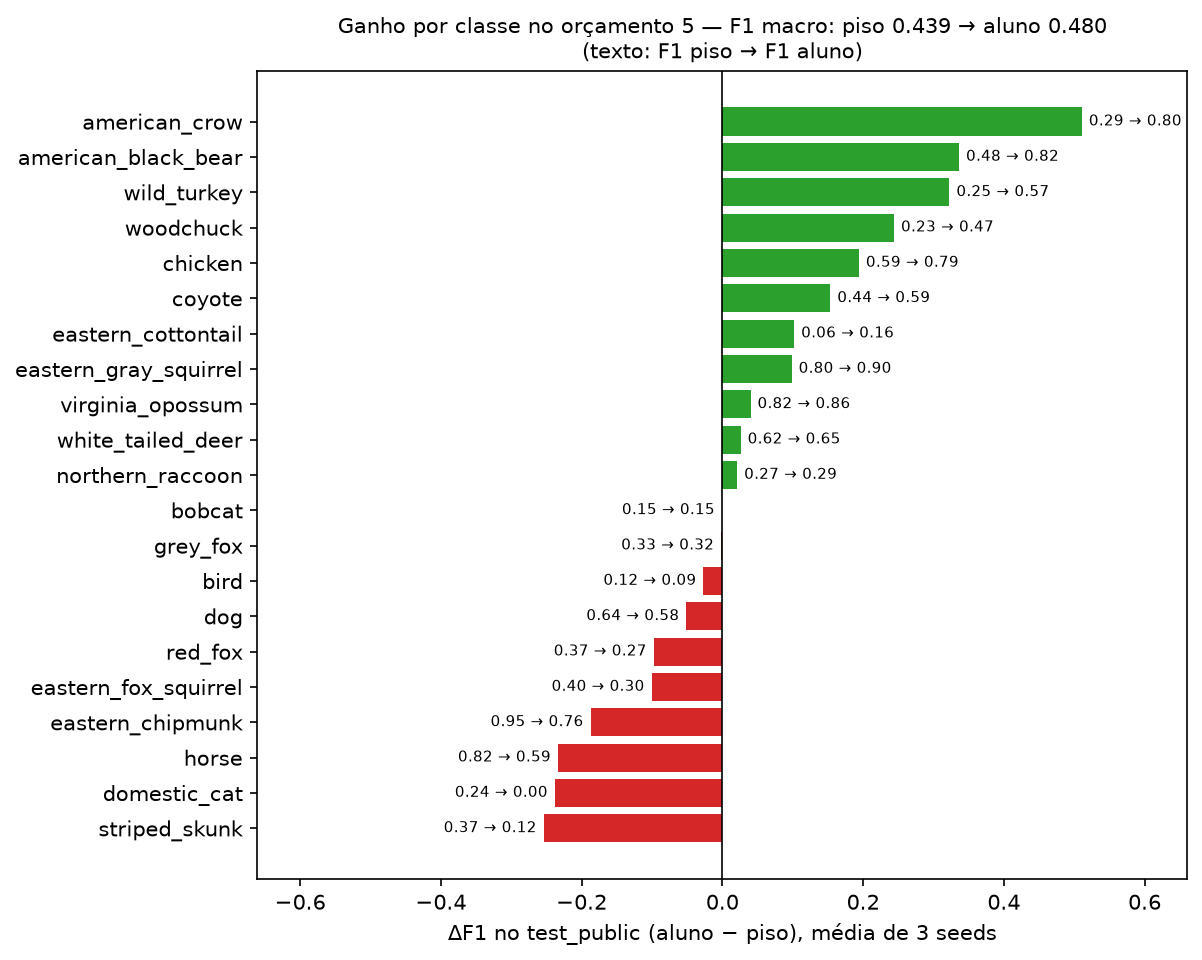 Ganho por classe no orçamento 5 — F1 macro: piso 0.439 → aluno 0.480
(texto: F1 piso → F1 aluno)
american_crow 0.29 → 0.80
american_black_bear 0.48 → 0.82
wild_turkey 0.25 → 0.57
woodchuck 0.23 → 0.47
chicken 0.59 → 0.79
coyote 0.44 → 0.59
eastern_cottontail 0.06 → 0.16
eastern_gray_squirrel 0.80 → 0.90
virginia_opossum 0.82 → 0.86
white_tailed_deer 0.62 → 0.65
northern_raccoon 0.27 → 0.29
bobcat 0.15 → 0.15
grey_fox 0.33 → 0.32
bird 0.12 → 0.09
dog 0.64 → 0.58
red_fox 0.37 → 0.27
eastern_fox_squirrel 0.40 → 0.30
eastern_chipmunk 0.95 → 0.76
horse 0.82 → 0.59
domestic_cat 0.24 → 0.00
striped_skunk 0.37 → 0.12
−0.6 −0.4 −0.2 0.0 0.2 0.4 0.6
ΔF1 no test_public (aluno − piso), média de 3 seeds